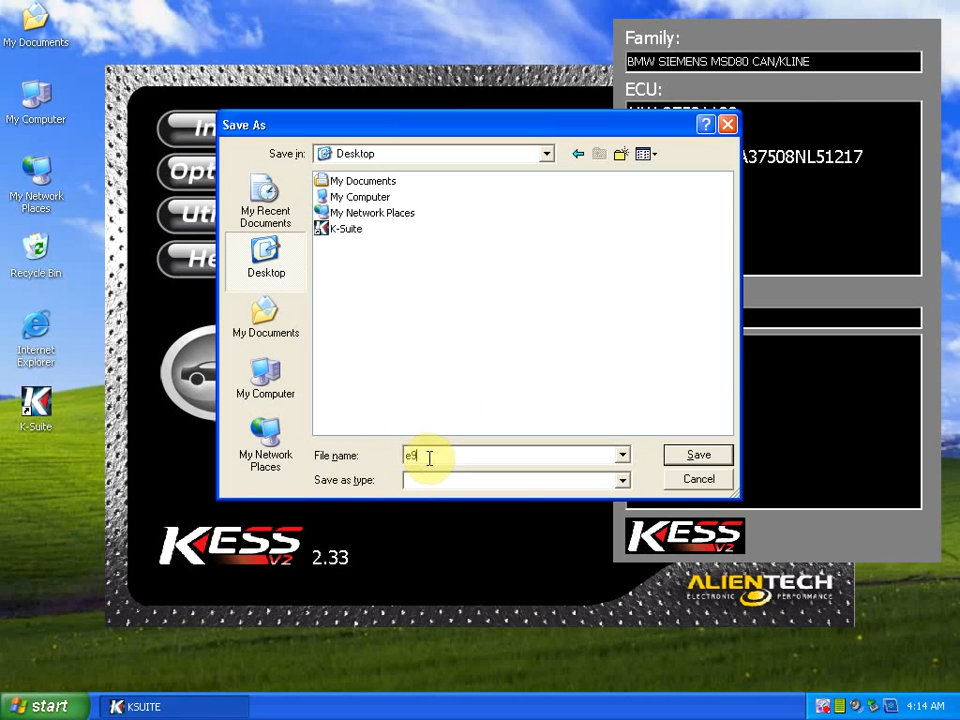 My Documents
My Computer
My Network
Places
Recycle Bin
Internet
Explorer
K-Suite
Family:
BMW SIEMENS MSD80 CAN/KLINE
ECU:
A37508NL51217
Save As
Save in:
Desktop
My Recent
Documents
Desktop
My Documents
My Computer
My Network
Places
My Documents
My Computer
My Network Places
K-Suite
File name:
e9
Save
Save as type:
Cancel
KESS
V2
2.33
KESS
V2
ALIENTECH
ELECTRONIC PERFORMANCE
start
KSUITE
4:14 AM